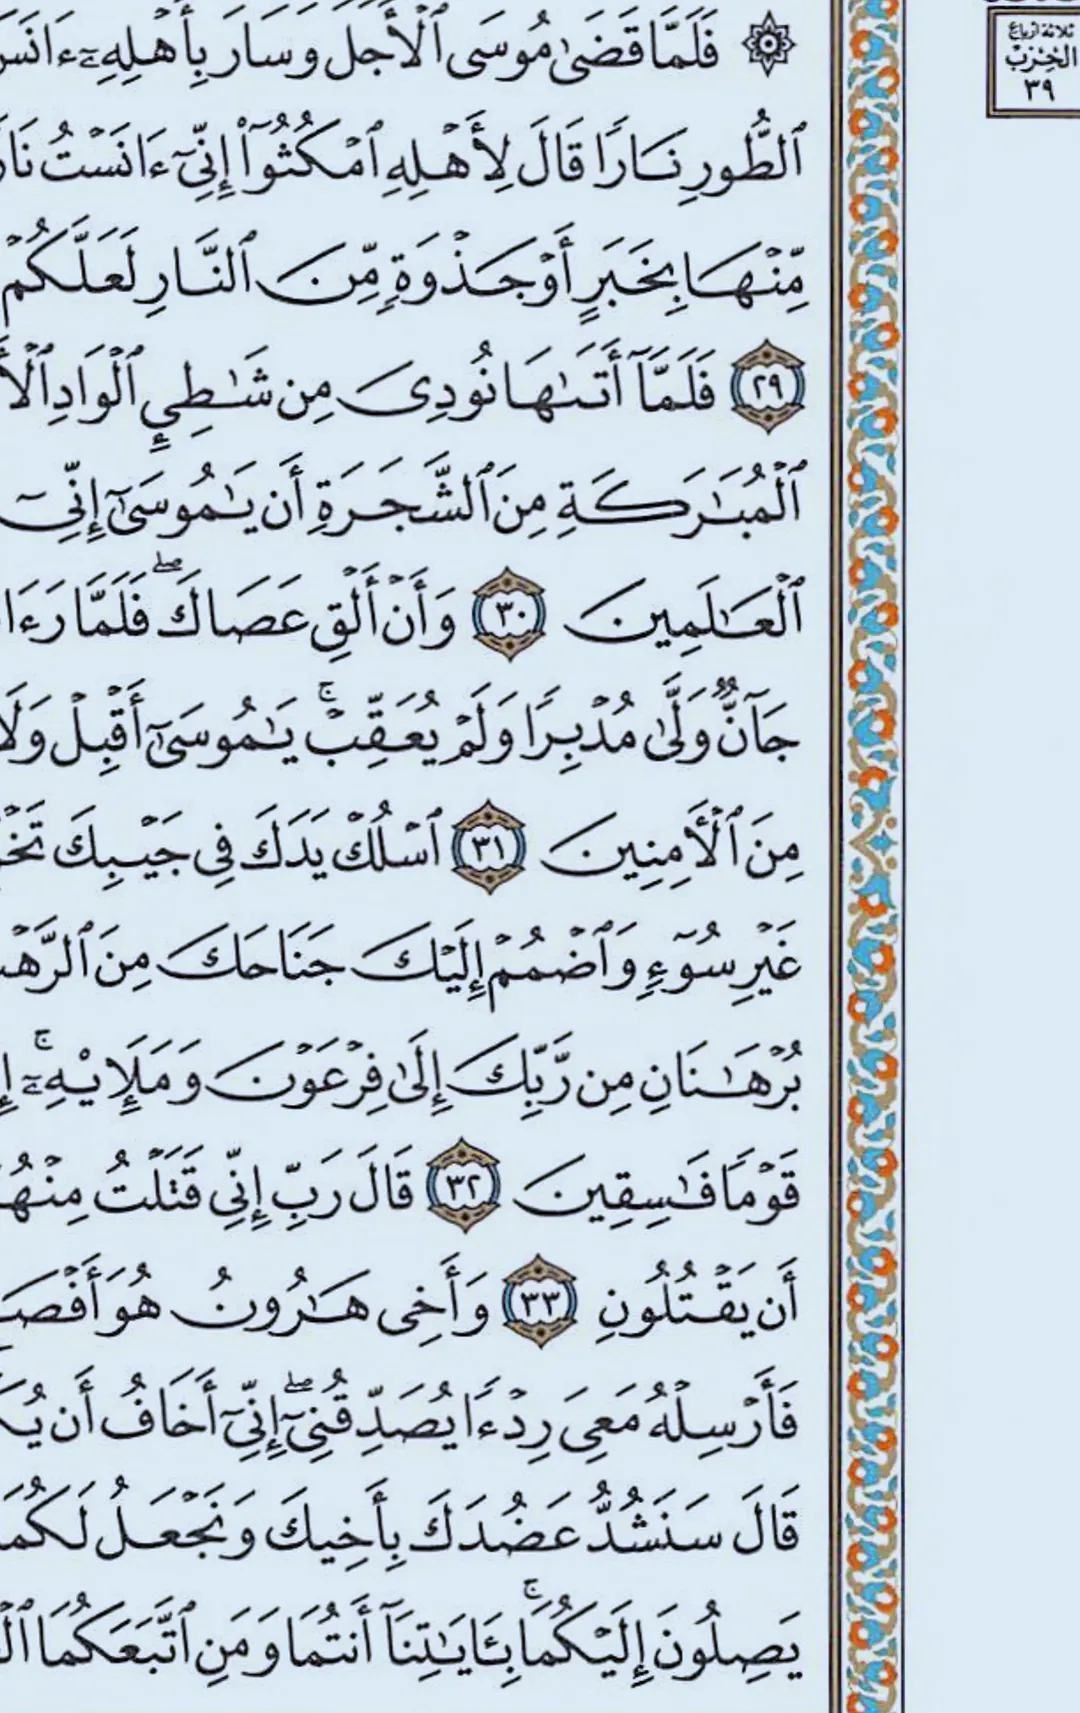 ثلاثة أرباع
الحزب
٣٩
۞ فَلَمَّا قَضَىٰ مُوسَى ٱلْأَجَلَ وَسَارَ بِأَهْلِهِۦٓ ءَانَسَ
ٱلطُّورِ نَارًا قَالَ لِأَهْلِهِ ٱمْكُثُوٓا۟ إِنِّىٓ ءَانَسْتُ
مِّنْهَا بِخَبَرٍ أَوْ جَذْوَةٍ مِّنَ ٱلنَّارِ لَعَلَّكُمْ
٢٩ فَلَمَّآ أَتَىٰهَا نُودِىَ مِن شَٰطِئِ ٱلْوَادِ
ٱلْمُبَٰرَكَةِ مِنَ ٱلشَّجَرَةِ أَن يَٰمُوسَىٰٓ إِنِّىٓ
ٱلْعَٰلَمِينَ ٣٠ وَأَنْ أَلْقِ عَصَاكَ ۖ فَلَمَّا
جَآنٌّ وَلَّىٰ مُدْبِرًا وَلَمْ يُعَقِّبْ ۚ يَٰمُوسَىٰٓ أَقْبِلْ وَلَا
مِنَ ٱلْءَامِنِينَ ٣١ ٱسْلُكْ يَدَكَ فِى جَيْبِكَ
غَيْرِ سُوٓءٍ وَٱضْمُمْ إِلَيْكَ جَنَاحَكَ مِنَ
بُرْهَٰنَانِ مِن رَّبِّكَ إِلَىٰ فِرْعَوْنَ وَمَلَإِي۟هِۦٓ ۚ
قَوْمًا فَٰسِقِينَ ٣٢ قَالَ رَبِّ إِنِّى قَتَلْتُ
أَن يَقْتُلُونِ ٣٣ وَأَخِى هَٰرُونُ هُوَ
فَأَرْسِلْهُ مَعِىَ رِدْءًا يُصَدِّقُنِىٓ ۖ إِنِّىٓ أَخَافُ أَن
قَالَ سَنَشُدُّ عَضُدَكَ بِأَخِيكَ وَنَجْعَلُ لَكُمَا
يَصِلُونَ إِلَيْكُمَا ۚ بِـَٔايَٰتِنَآ أَنتُمَا وَمَنِ ٱتَّبَعَكُمَا